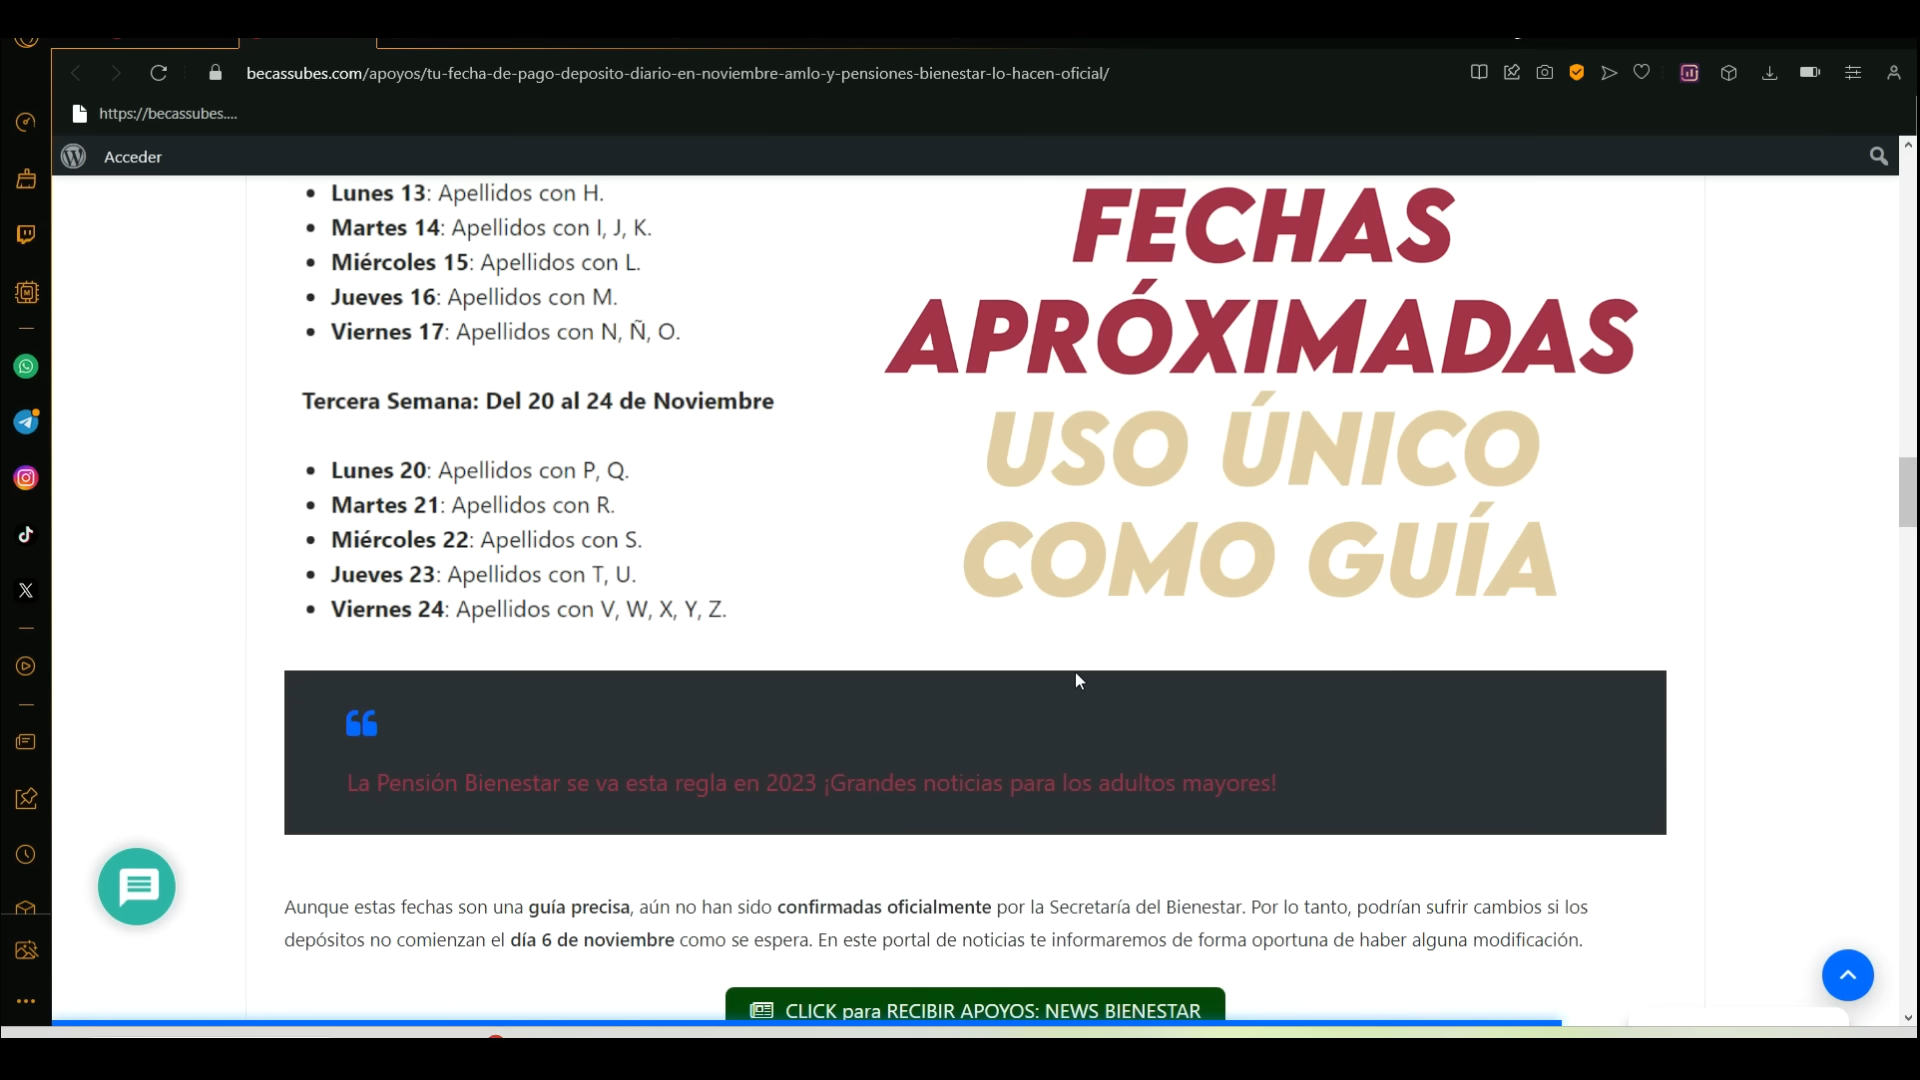 becassubes.com/apoyos/tu-fecha-de-pago-deposito-diario-en-noviembre-amlo-y-pensiones-bienestar-lo-hacen-oficial/
https://becassubes....
Acceder
Lunes 13: Apellidos con H.
Martes 14: Apellidos con I, J, K.
Miércoles 15: Apellidos con L.
Jueves 16: Apellidos con M.
Viernes 17: Apellidos con N, Ñ, O.
Tercera Semana: Del 20 al 24 de Noviembre
Lunes 20: Apellidos con P, Q.
Martes 21: Apellidos con R.
Miércoles 22: Apellidos con S.
Jueves 23: Apellidos con T, U.
Viernes 24: Apellidos con V, W, X, Y, Z.
FECHAS
APRÓXIMADAS
USO ÚNICO
COMO GUÍA
La Pensión Bienestar se va esta regla en 2023 ¡Grandes noticias para los adultos mayores!
Aunque estas fechas son una guía precisa, aún no han sido confirmadas oficialmente por la Secretaría del Bienestar. Por lo tanto, podrían sufrir cambios si los
depósitos no comienzan el día 6 de noviembre como se espera. En este portal de noticias te informaremos de forma oportuna de haber alguna modificación.
CLICK para RECIBIR APOYOS: NEWS BIENESTAR